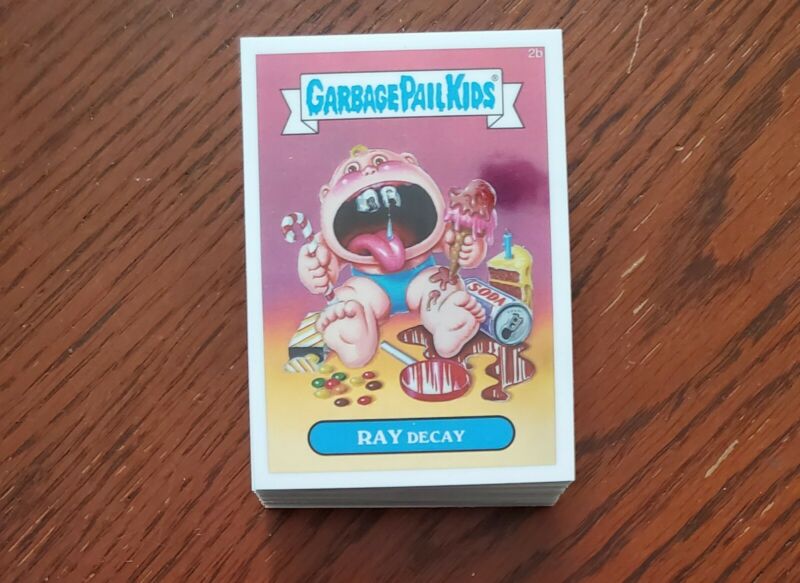 2b
GARBAGE PAIL KIDS®
SODA
RAY DECAY